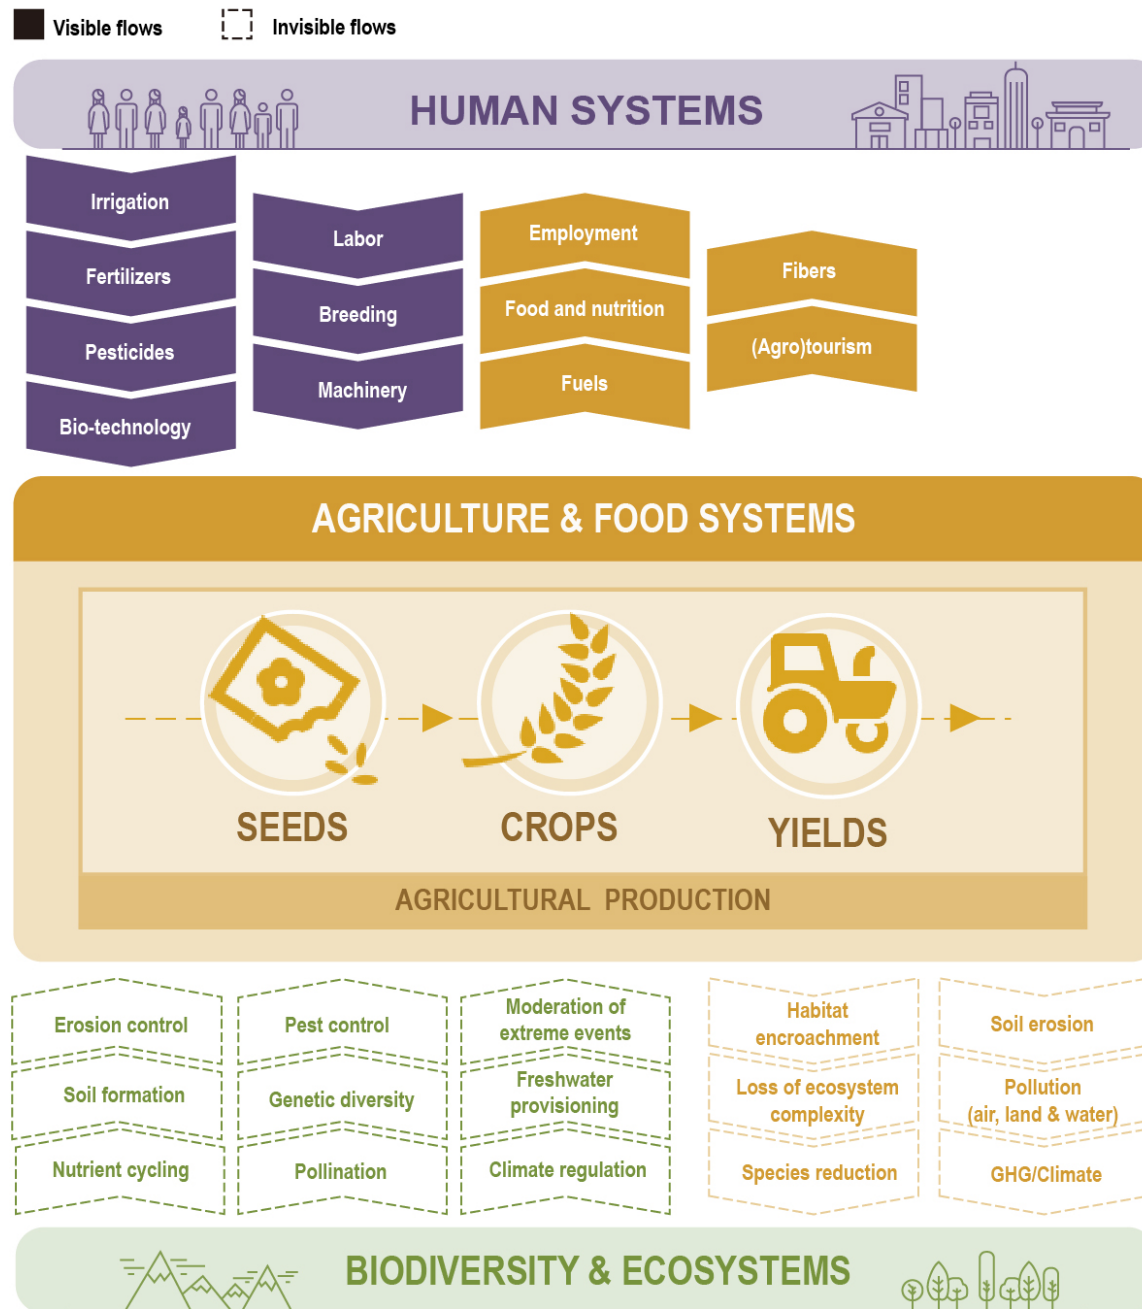 Visible flows
Invisible flows
HUMAN SYSTEMS
Irrigation
Fertilizers
Pesticides
Bio-technology
Labor
Breeding
Machinery
Employment
Food and nutrition
Fuels
Fibers
(Agro)tourism
AGRICULTURE & FOOD SYSTEMS
SEEDS
CROPS
YIELDS
AGRICULTURAL PRODUCTION
Erosion control
Soil formation
Nutrient cycling
Pest control
Genetic diversity
Pollination
Moderation of
extreme events
Freshwater
provisioning
Climate regulation
Habitat
encroachment
Loss of ecosystem
complexity
Species reduction
Soil erosion
Pollution
(air, land & water)
GHG/Climate
BIODIVERSITY & ECOSYSTEMS